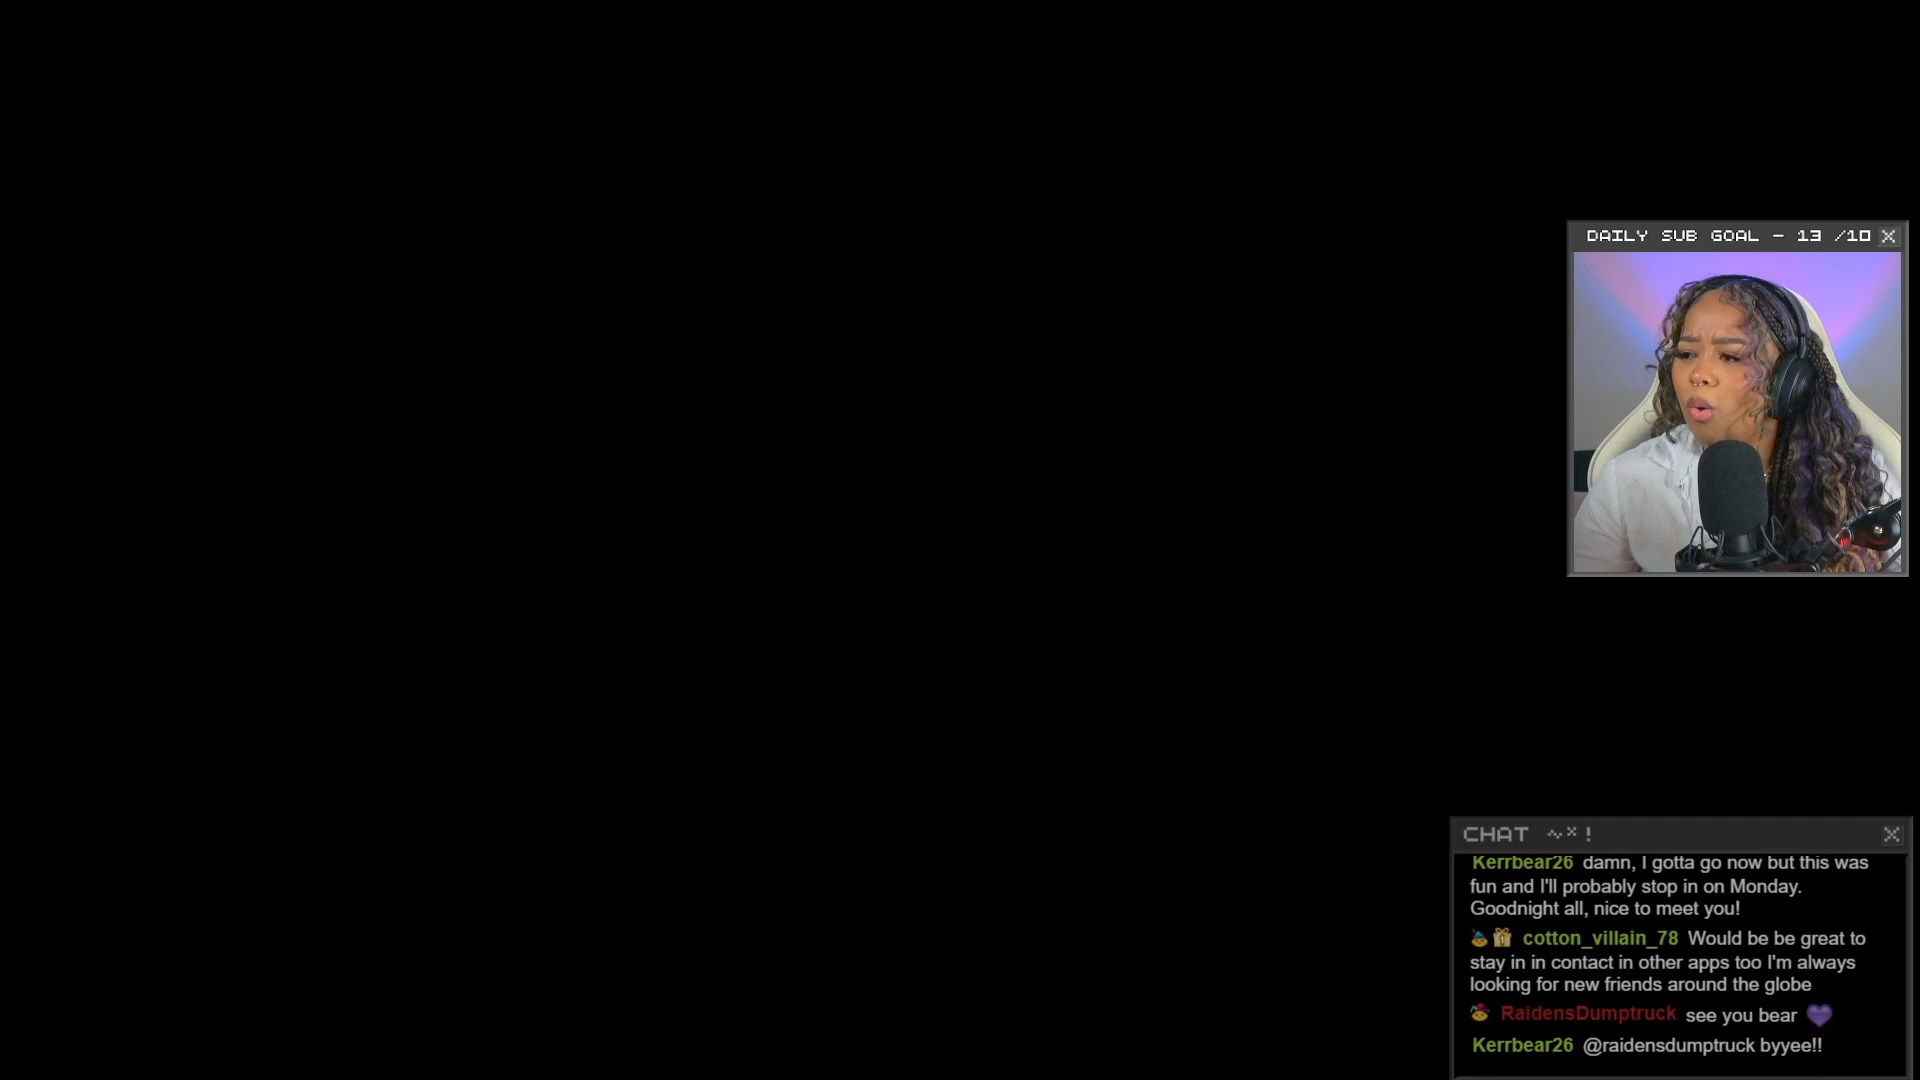 DAILY SUB GOAL - 13 /10
CHAT ~* !
Kerrbear26 damn, I gotta go now but this was
fun and I'll probably stop in on Monday.
Goodnight all, nice to meet you!
cotton_villain_78 Would be be great to
stay in in contact in other apps too I'm always
looking for new friends around the globe
RaidensDumptruck see you bear 💜
Kerrbear26 @raidensdumptruck byyee!!